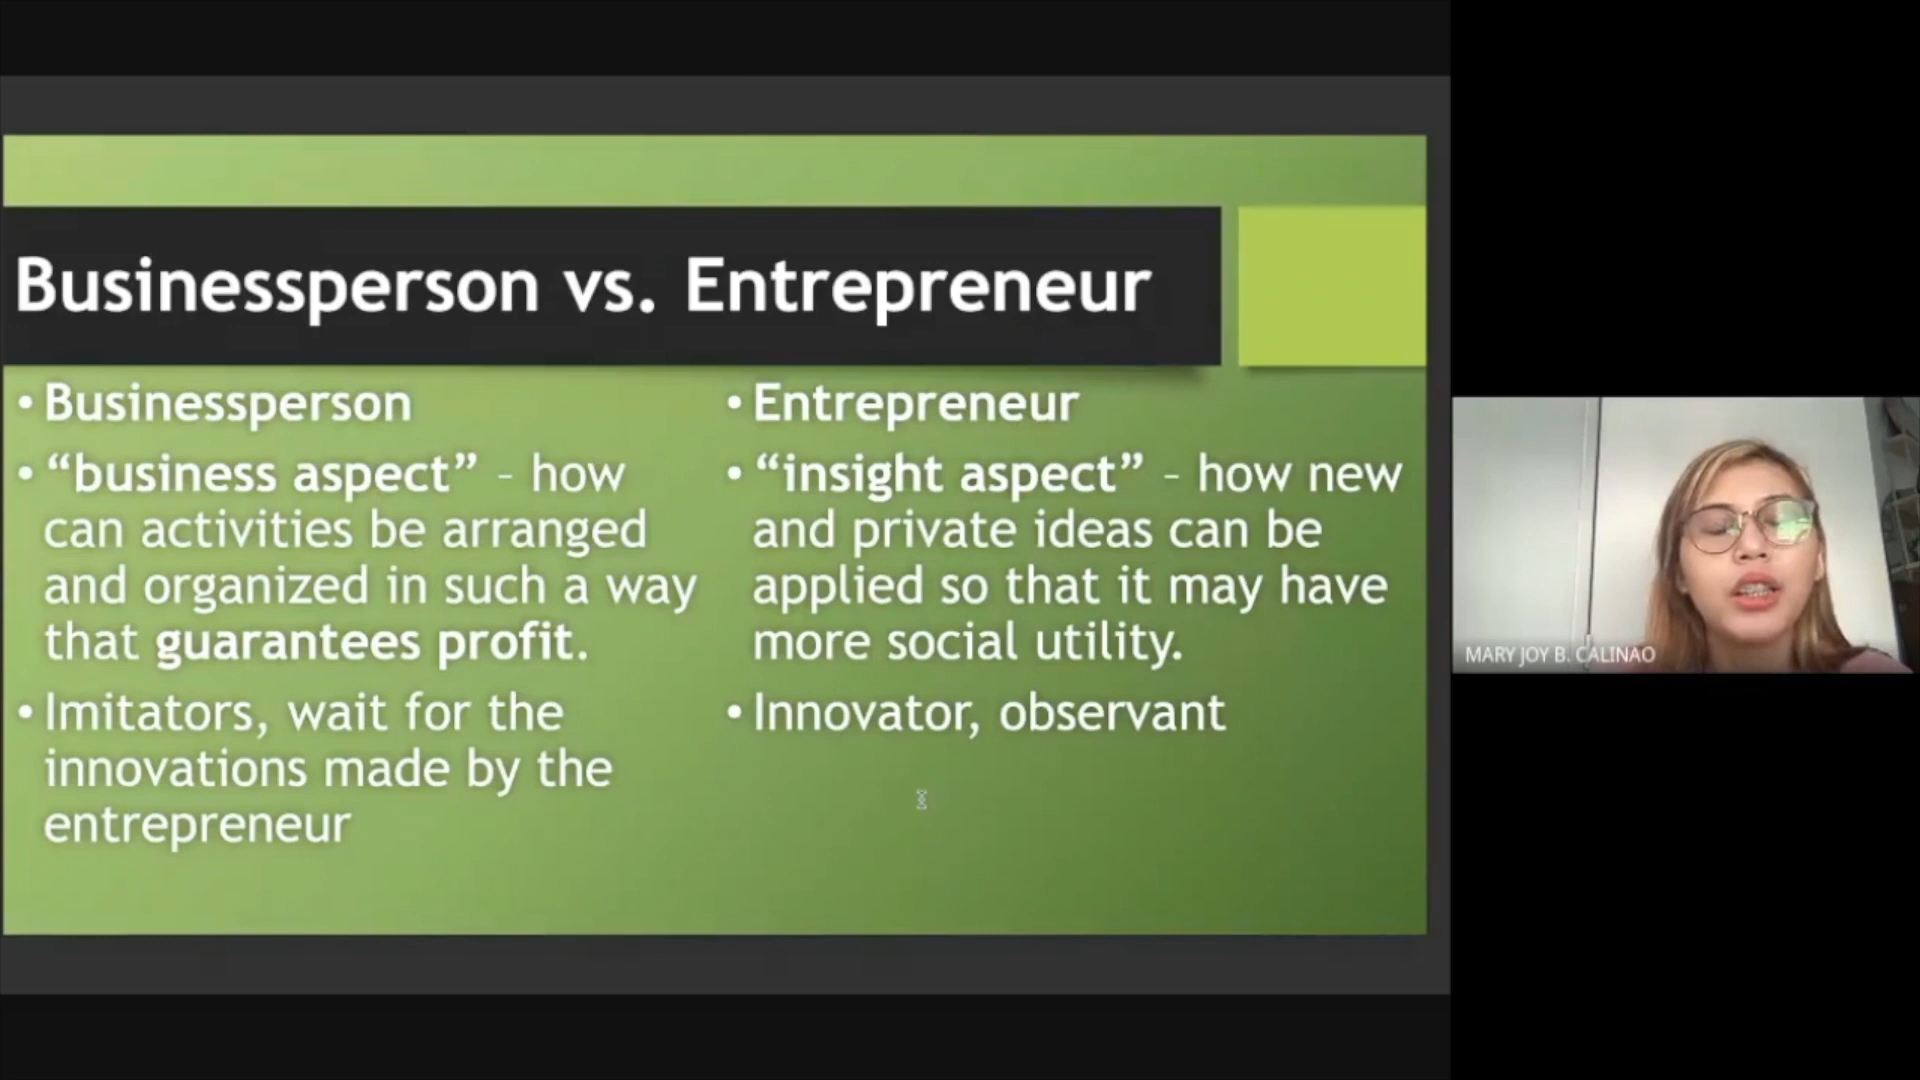 Businessperson vs. Entrepreneur
• Businessperson
• “business aspect” – how
can activities be arranged
and organized in such a way
that guarantees profit.
• Imitators, wait for the
innovations made by the
entrepreneur
• Entrepreneur
• “insight aspect” – how new
and private ideas can be
applied so that it may have
more social utility.
• Innovator, observant
MARY JOY B. CALINAO